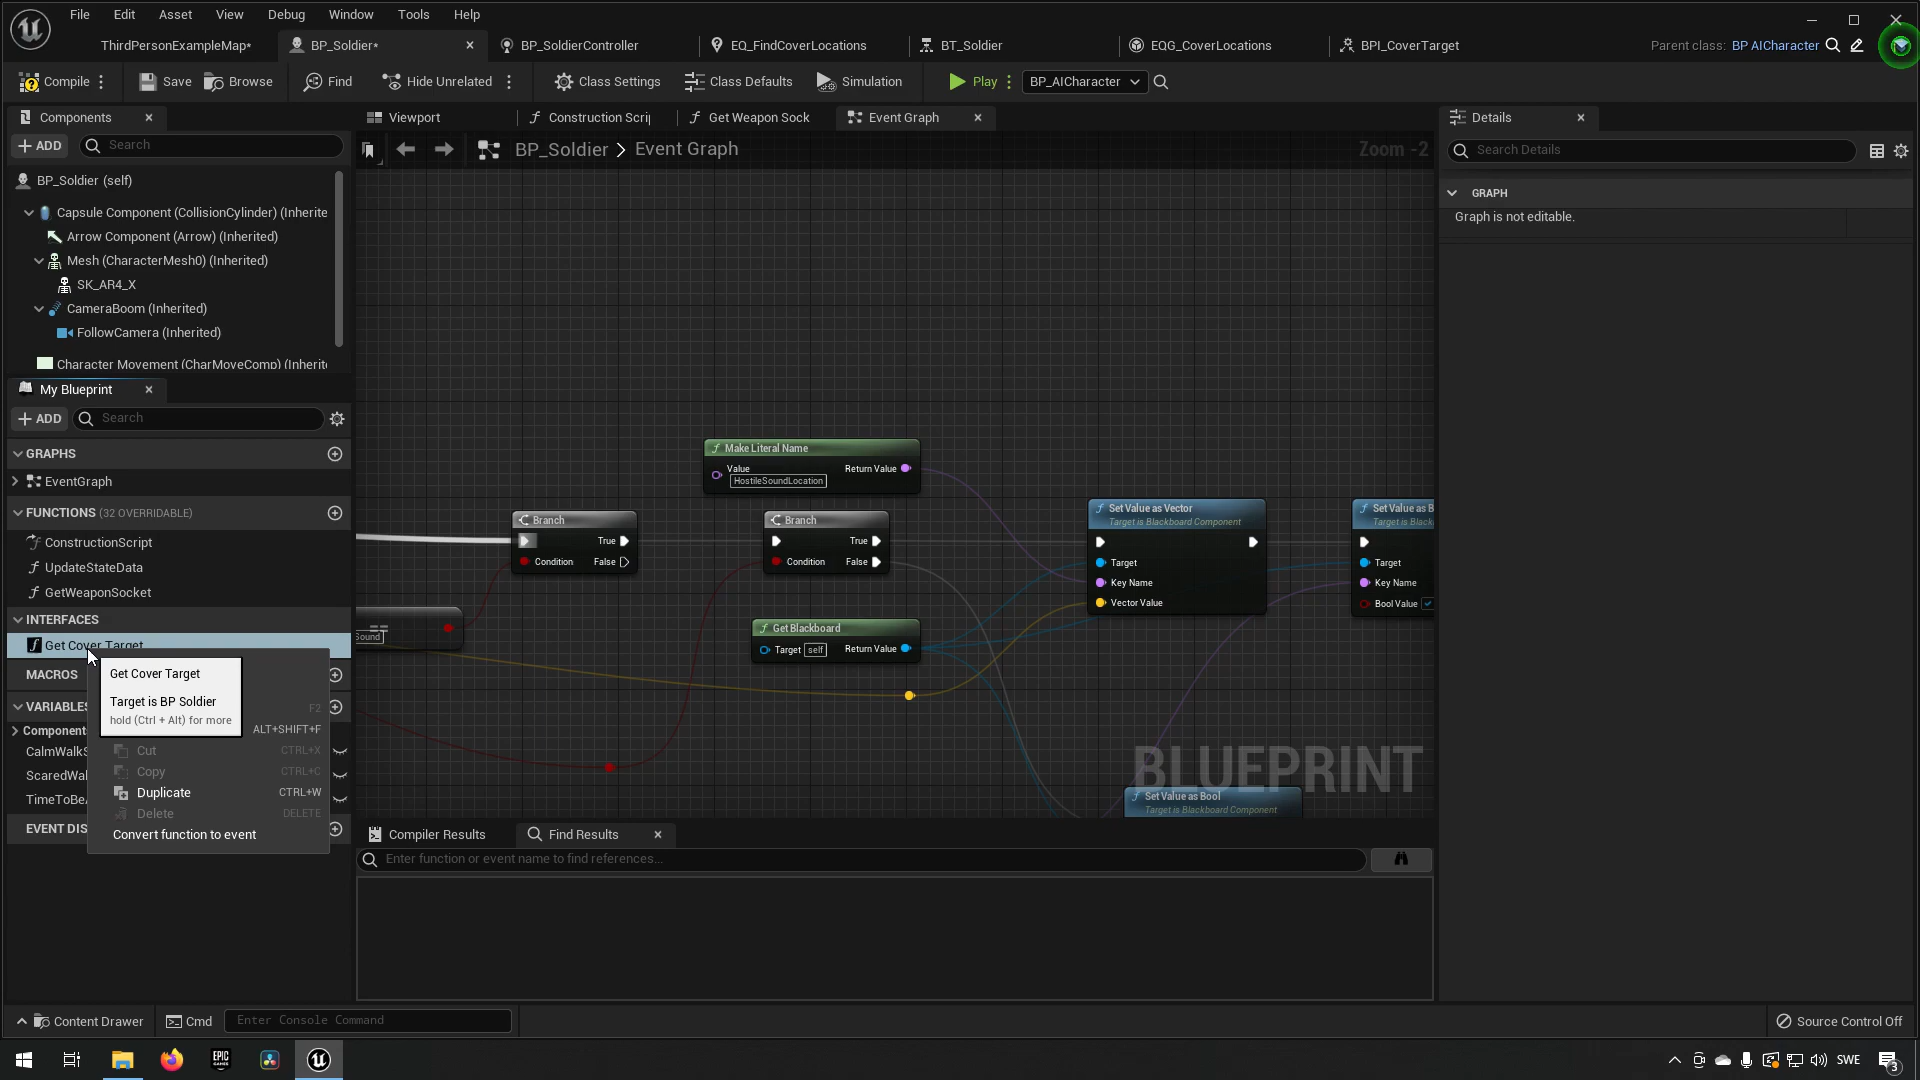 File Edit Asset View Debug Window Tools Help
ThirdPersonExampleMap* BP_Soldier* BP_SoldierController EQ_FindCoverLocations BT_Soldier EQG_CoverLocations BPI_CoverTarget Parent class: BP AICharacter
Compile Save Browse Find Hide Unrelated Class Settings Class Defaults Simulation Play BP_AICharacter
Components Viewport Construction Scrip Get Weapon Sock Event Graph Details
ADD Search BP_Soldier > Event Graph Zoom -2 Search Details
BP_Soldier (self)
GRAPH
Capsule Component (CollisionCylinder) (Inherite
Graph is not editable.
Arrow Component (Arrow) (Inherited)
Mesh (CharacterMesh0) (Inherited)
SK_AR4_X
CameraBoom (Inherited)
FollowCamera (Inherited)
Character Movement (CharMoveComp) (Inherite
My Blueprint
ADD Search
GRAPHS
EventGraph
FUNCTIONS (32 OVERRIDABLE)
ConstructionScript
UpdateStateData
GetWeaponSocket
INTERFACES
Get Cover Target
MACROS
VARIABLES
Component
CalmWalkS
ScaredWal
TimeToBe
EVENT DIS
Get Cover Target
Target is BP Soldier
hold (Ctrl + Alt) for more
F2
ALT+SHIFT+F
Cut CTRL+X
Copy CTRL+C
Duplicate CTRL+W
Delete DELETE
Convert function to event
Make Literal Name
Value Return Value
HostileSoundLocation
Branch
True
Condition False
Branch
True
Condition False
Sound
==
Get Blackboard
Target self Return Value
Set Value as Vector
Target is Blackboard Component
Target
Key Name
Vector Value
Set Value as B
Target is Black
Target
Key Name
Bool Value
Set Value as Bool
Target is Blackboard Component
BLUEPRINT
Compiler Results Find Results
Enter function or event name to find references...
Content Drawer Cmd Enter Console Command Source Control Off
EPIC GAMES
SWE 3